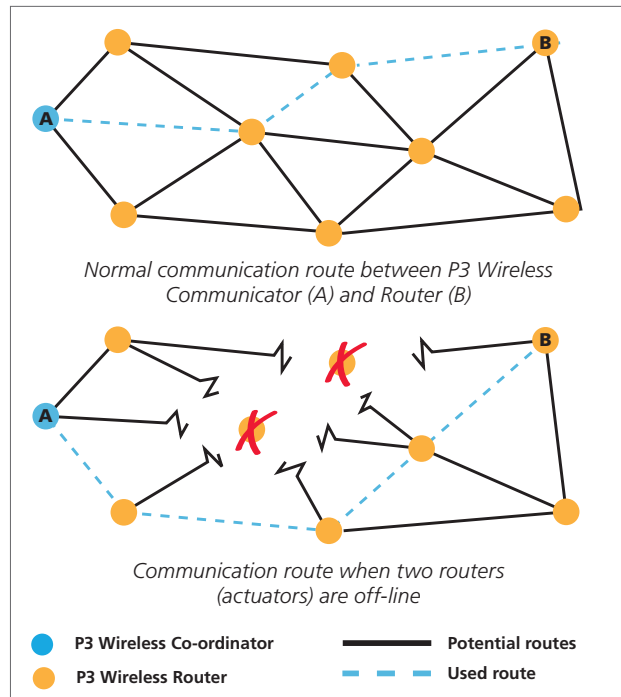 B
A
Normal communication route between P3 Wireless
Communicator (A) and Router (B)
B
A
Communication route when two routers
(actuators) are off-line
P3 Wireless Co-ordinator
Potential routes
P3 Wireless Router
Used route